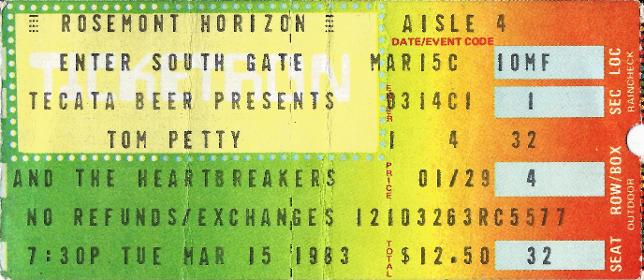 ROSEMONT HORIZON AISLE 4
DATE/EVENT CODE
ENTER SOUTH GATE MAR15C 10MF
TICKETRON
TECATA BEER PRESENTS 0314C1 1
ENTER
TOM PETTY 1 4 32
AND THE HEARTBREAKERS 01/29 4
PRICE
NO REFUNDS/EXCHANGES 12103263RC5577
7:30P TUE MAR 15 1983 $12.50 32
TOTAL
SEAT ROW/BOX SEC LOC
OUTDOOR RAINCHECK